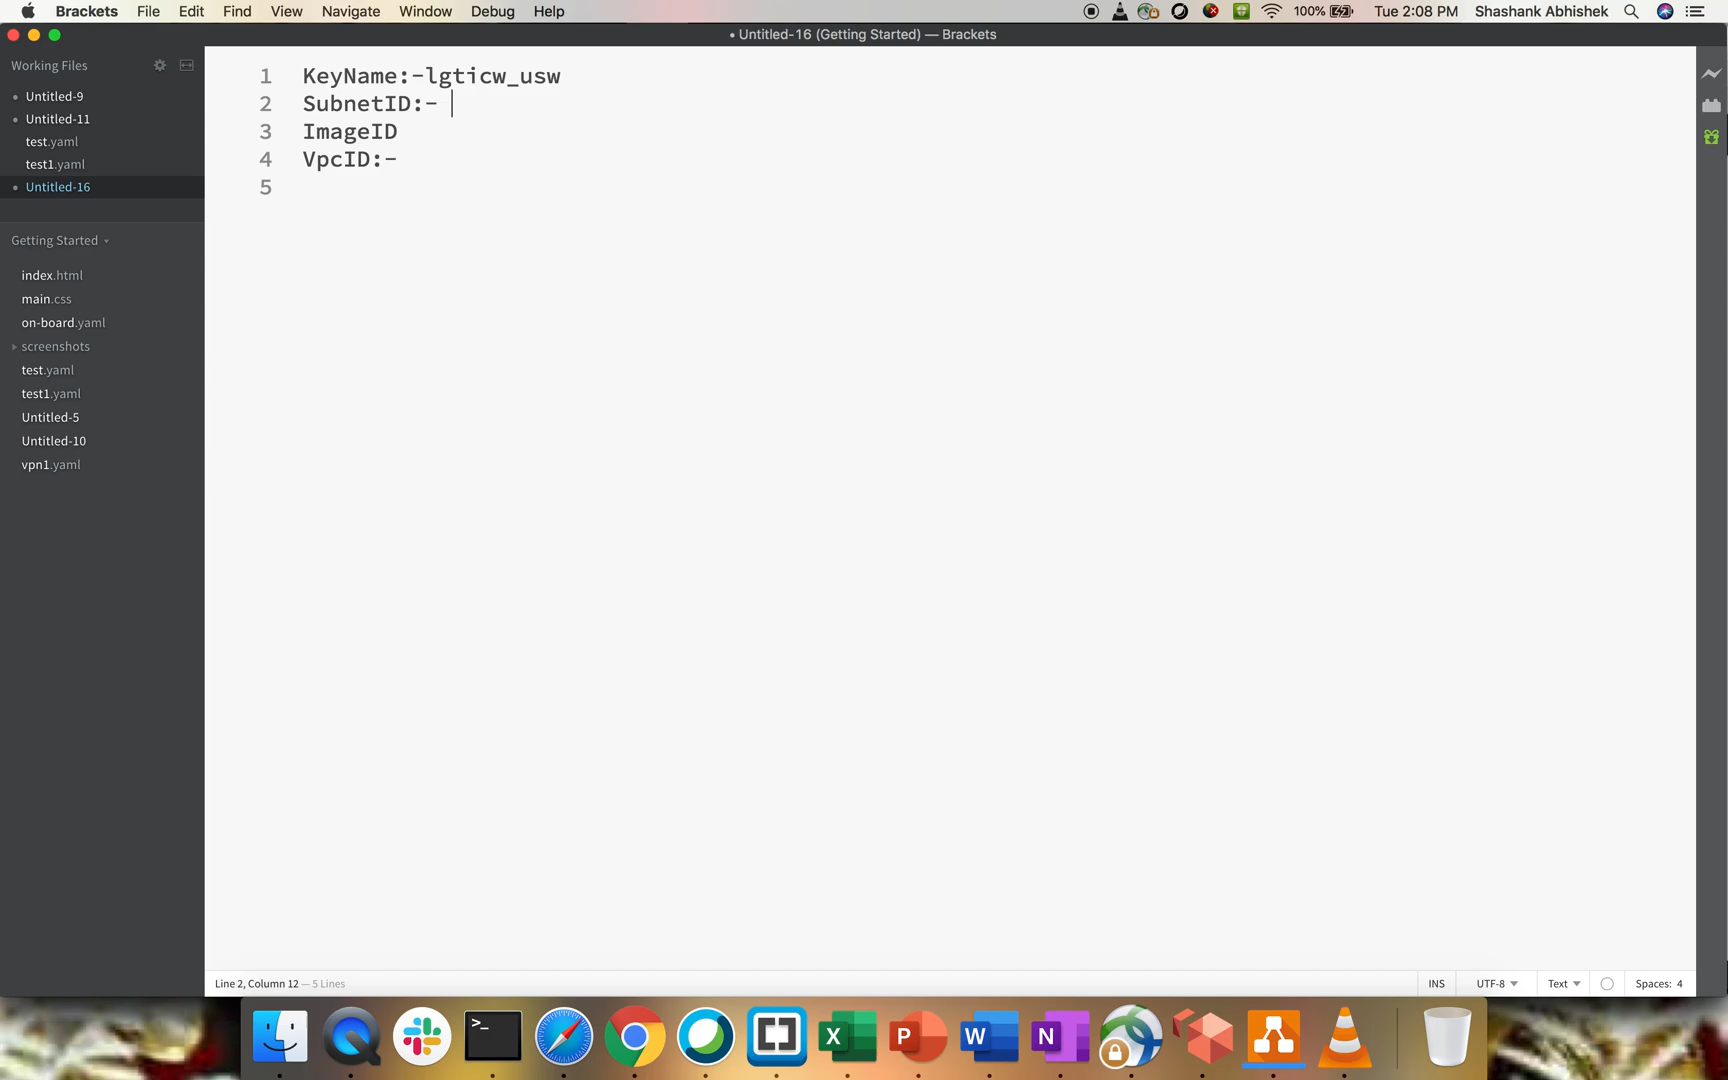 Brackets File Edit Find View Navigate Window Debug Help 100% Tue 2:08 PM Shashank Abhishek
• Untitled-16 (Getting Started) — Brackets
Working Files
Untitled-9
Untitled-11
test.yaml
test1.yaml
Untitled-16
Getting Started
index.html
main.css
on-board.yaml
screenshots
test.yaml
test1.yaml
Untitled-5
Untitled-10
vpn1.yaml
1 KeyName:-lgticw_usw
2 SubnetID:-
3 ImageID
4 VpcID:-
5
Line 2, Column 12 — 5 Lines INS UTF-8 Text Spaces: 4
>_ X P W N